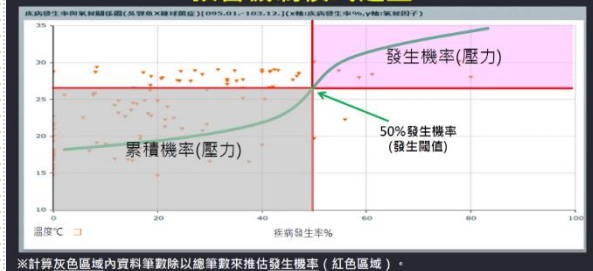 疾病發生率與氣候關係圖(吳郭魚X鏈球菌症)[095.01.-103.12.](x軸:疾病發生率%,y軸:氣候因子)
35
30
25
20
15
10
0
20
40
60
80
100
發生機率(壓力)
累積機率(壓力)
50%發生機率
(發生閾值)
溫度℃
疾病發生率%
※計算灰色區域內資料筆數除以總筆數來推估發生機率(紅色區域)。